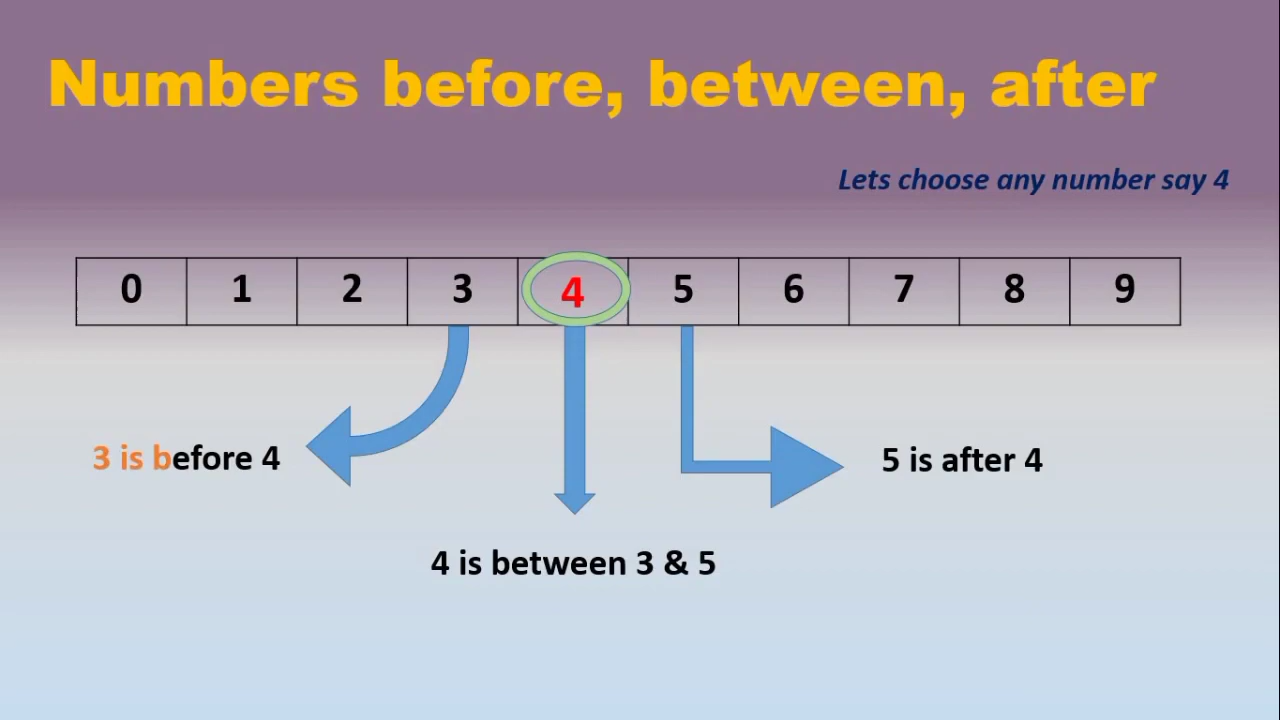 Numbers before, between, after
Lets choose any number say 4
0 1 2 3 4 5 6 7 8 9
3 is before 4
5 is after 4
4 is between 3 & 5